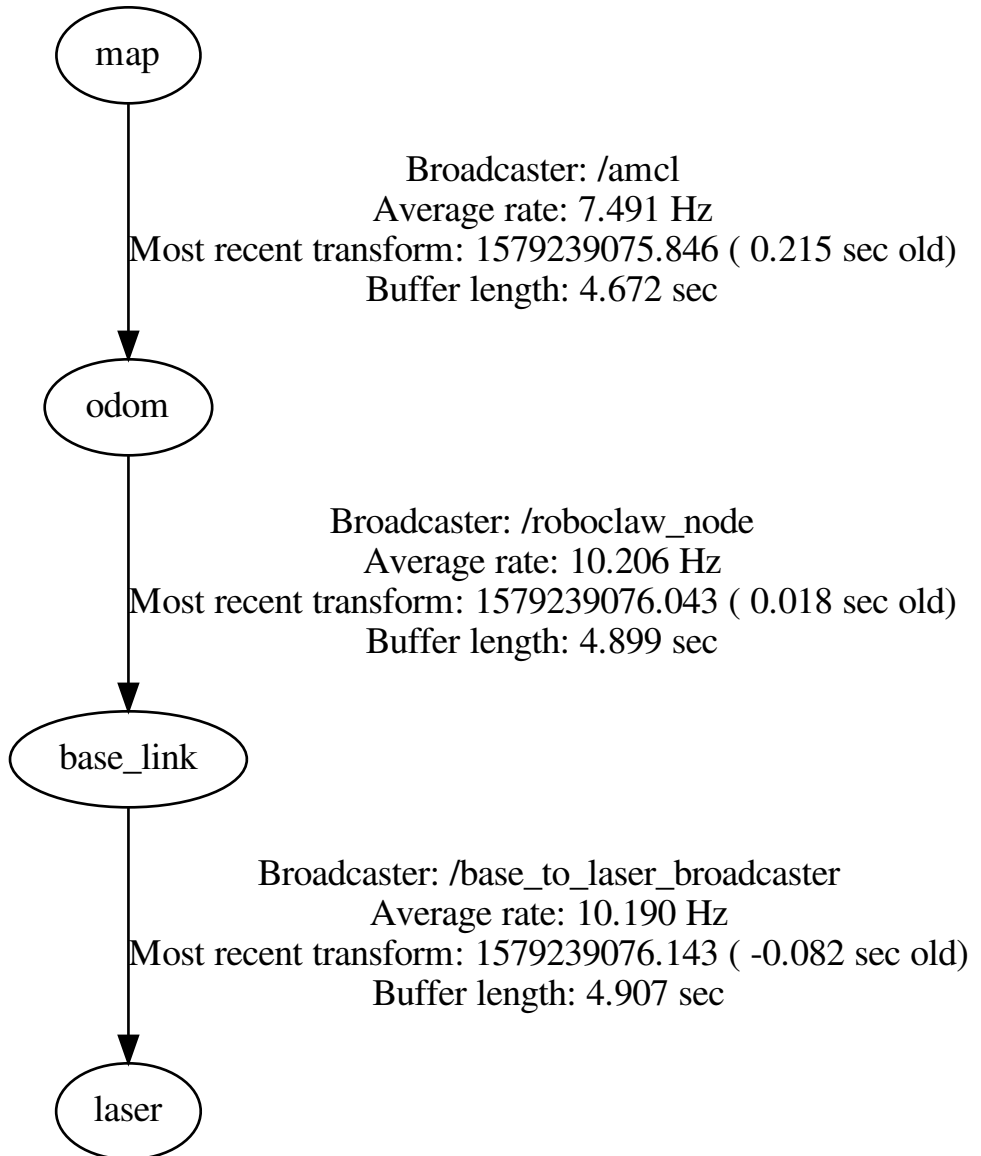 map
Broadcaster: /amcl
Average rate: 7.491 Hz
Most recent transform: 1579239075.846 ( 0.215 sec old)
Buffer length: 4.672 sec
odom
Broadcaster: /roboclaw_node
Average rate: 10.206 Hz
Most recent transform: 1579239076.043 ( 0.018 sec old)
Buffer length: 4.899 sec
base_link
Broadcaster: /base_to_laser_broadcaster
Average rate: 10.190 Hz
Most recent transform: 1579239076.143 ( -0.082 sec old)
Buffer length: 4.907 sec
laser